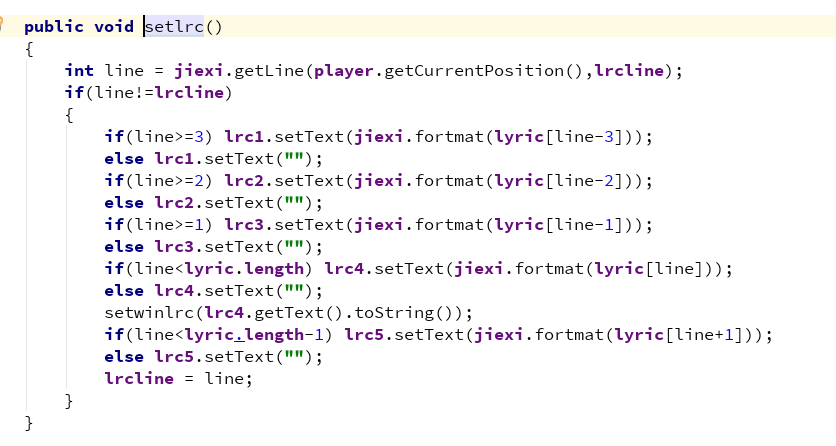 public void setlrc()
{
    int line = jiexi.getLine(player.getCurrentPosition(),lrcline);
    if(line!=lrcline)
    {
        if(line>=3) lrc1.setText(jiexi.fortmat(lyric[line-3]));
        else lrc1.setText("");
        if(line>=2) lrc2.setText(jiexi.fortmat(lyric[line-2]));
        else lrc2.setText("");
        if(line>=1) lrc3.setText(jiexi.fortmat(lyric[line-1]));
        else lrc3.setText("");
        if(line<lyric.length) lrc4.setText(jiexi.fortmat(lyric[line]));
        else lrc4.setText("");
        setwinlrc(lrc4.getText().toString());
        if(line<lyric.length-1) lrc5.setText(jiexi.fortmat(lyric[line+1]));
        else lrc5.setText("");
        lrcline = line;
    }
}